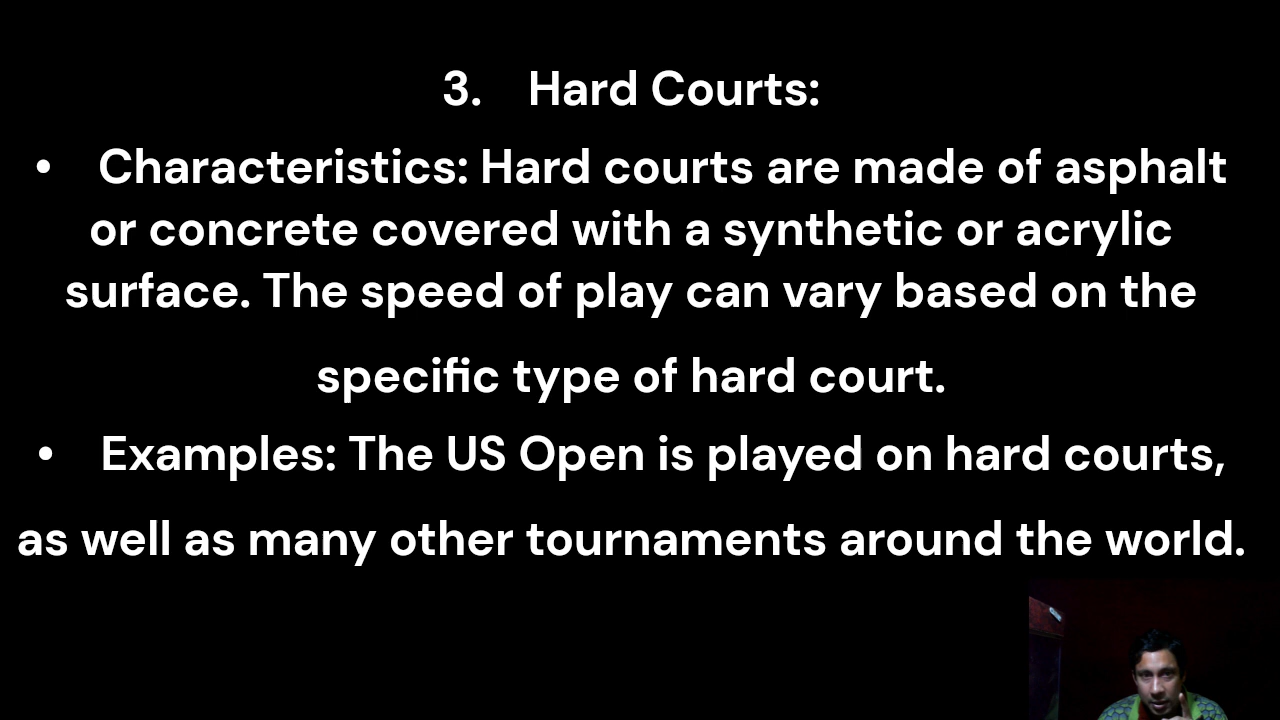 3. Hard Courts:
• Characteristics: Hard courts are made of asphalt
or concrete covered with a synthetic or acrylic
surface. The speed of play can vary based on the
specific type of hard court.
• Examples: The US Open is played on hard courts,
as well as many other tournaments around the world.